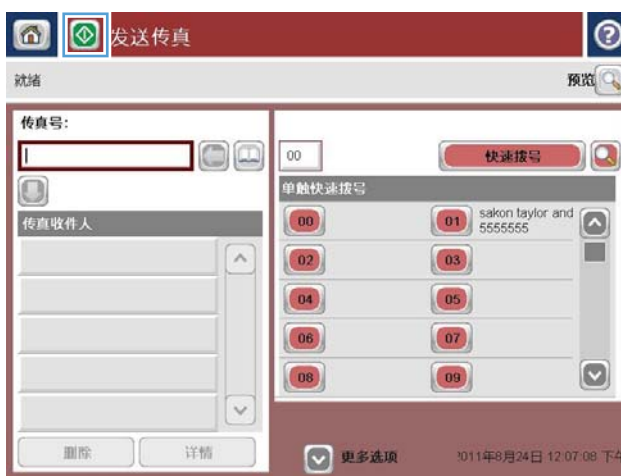 发送传真
就绪
预览
传真号:
00
快速拨号
单触快速拨号
传真收件人
00
01 sakon taylor and 5555555
02
03
04
05
06
07
08
09
删除
详情
更多选项
2011年8月24日 12:07:08 下午